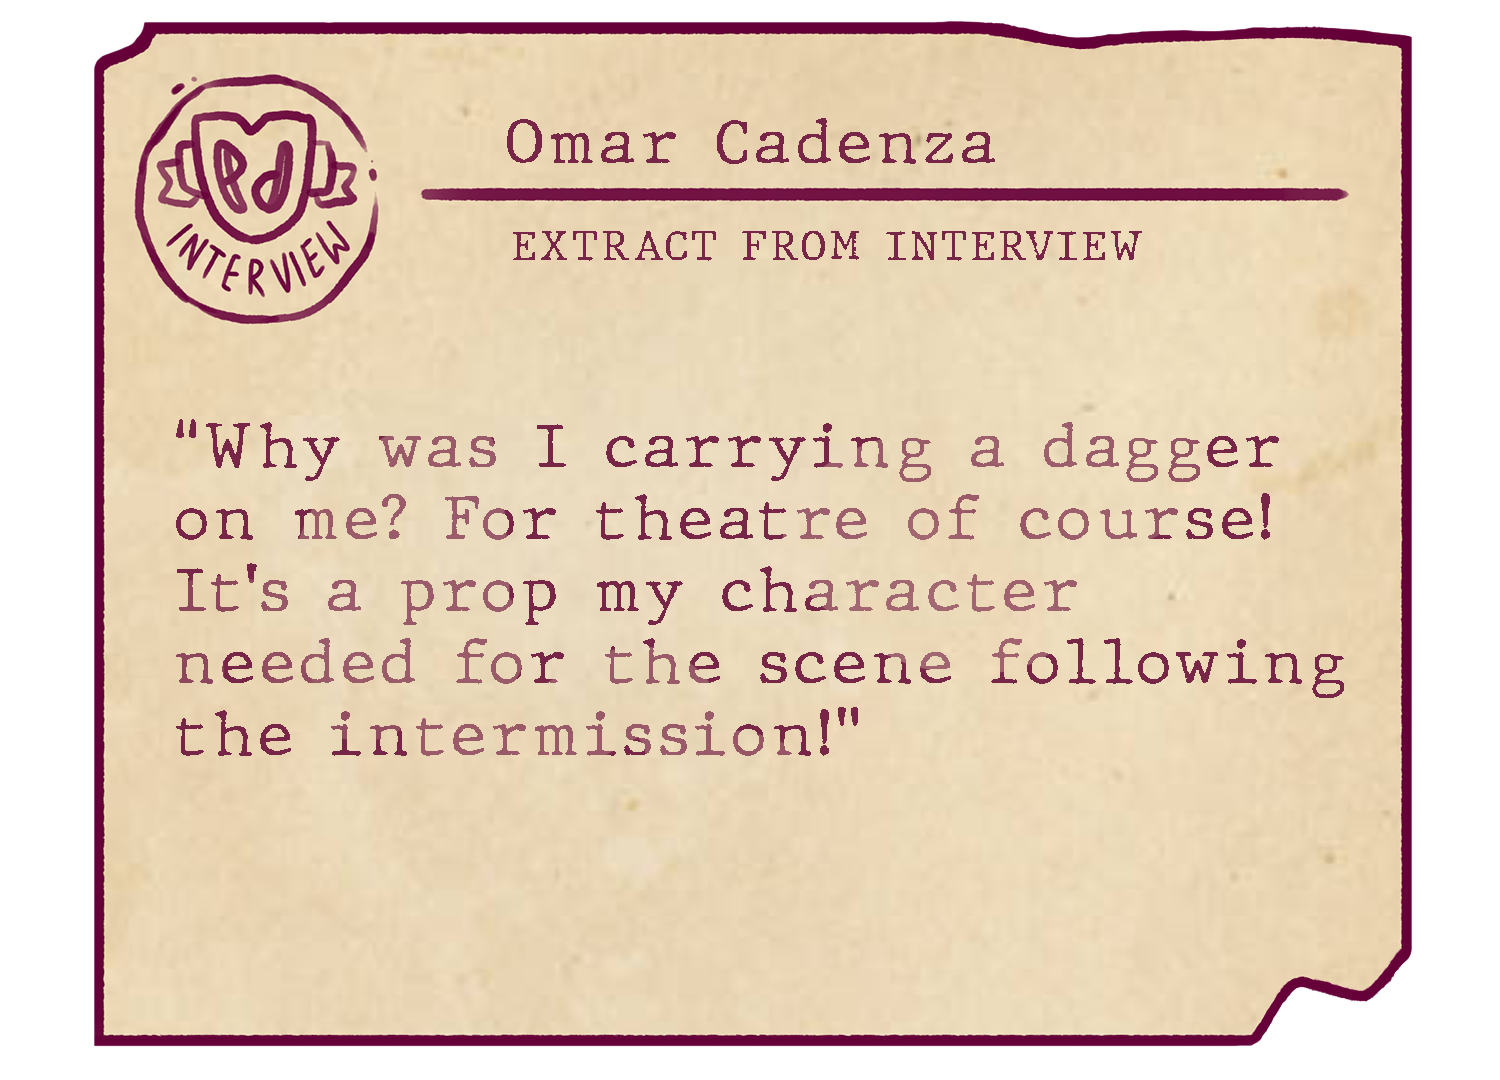 Pd
INTERVIEW
Omar Cadenza
EXTRACT FROM INTERVIEW
“Why was I carrying a dagger
on me? For theatre of course!
It's a prop my character
needed for the scene following
the intermission!"